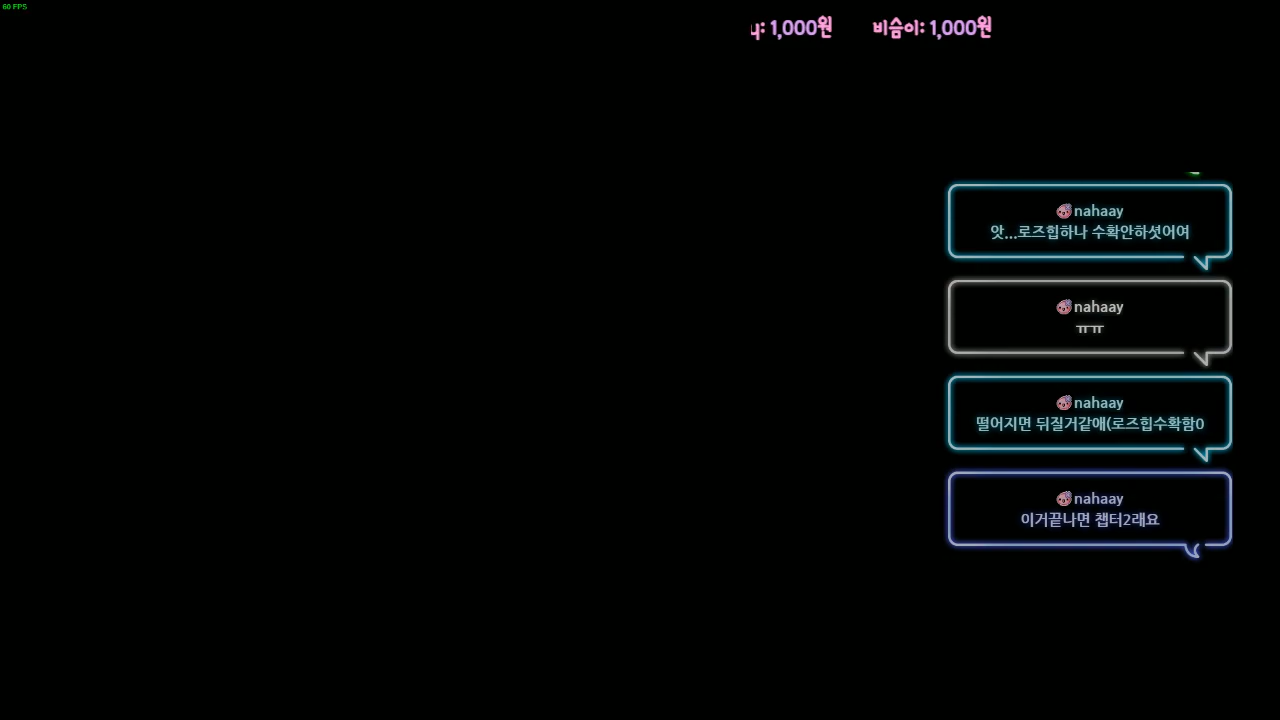 60 FPS
: 1,000원 비슴이: 1,000원
nahaay
앗...로즈힙하나 수확안하셧어여
nahaay
ㅠㅠ
nahaay
떨어지면 뒤질거같애(로즈힙수확함0
nahaay
이거끝나면 챕터2래요